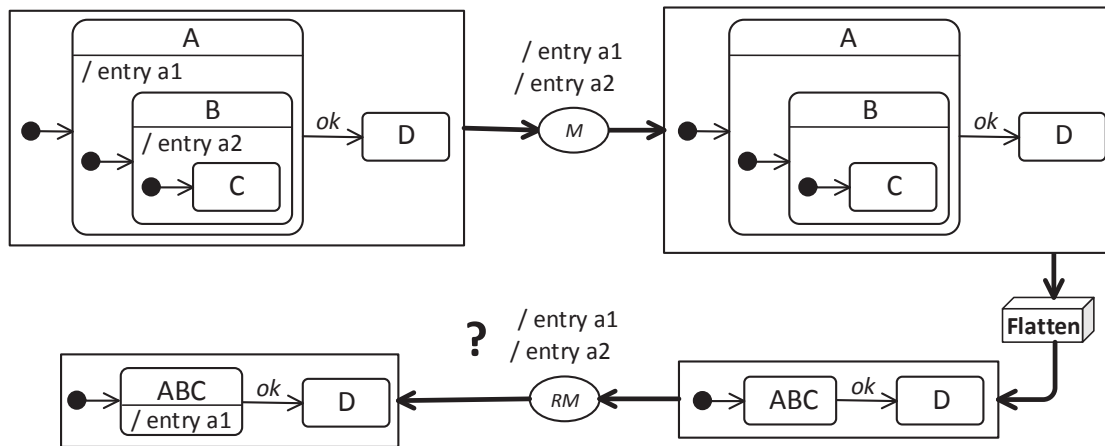 A
/ entry a1
B
/ entry a2
C
ok
D
/ entry a1
/ entry a2
M
A
B
C
ok
D
Flatten
?
/ entry a1
/ entry a2
RM
ABC
/ entry a1
ok
D
ABC
ok
D